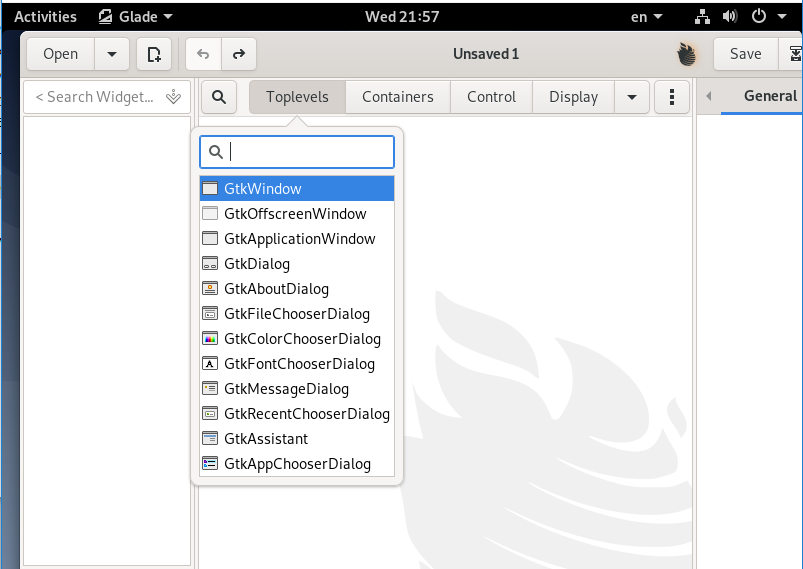 Activities Glade Wed 21:57 en
Open Unsaved 1 Save
< Search Widget... Toplevels Containers Control Display General
GtkWindow
GtkOffscreenWindow
GtkApplicationWindow
GtkDialog
GtkAboutDialog
GtkFileChooserDialog
GtkColorChooserDialog
GtkFontChooserDialog
GtkMessageDialog
GtkRecentChooserDialog
GtkAssistant
GtkAppChooserDialog